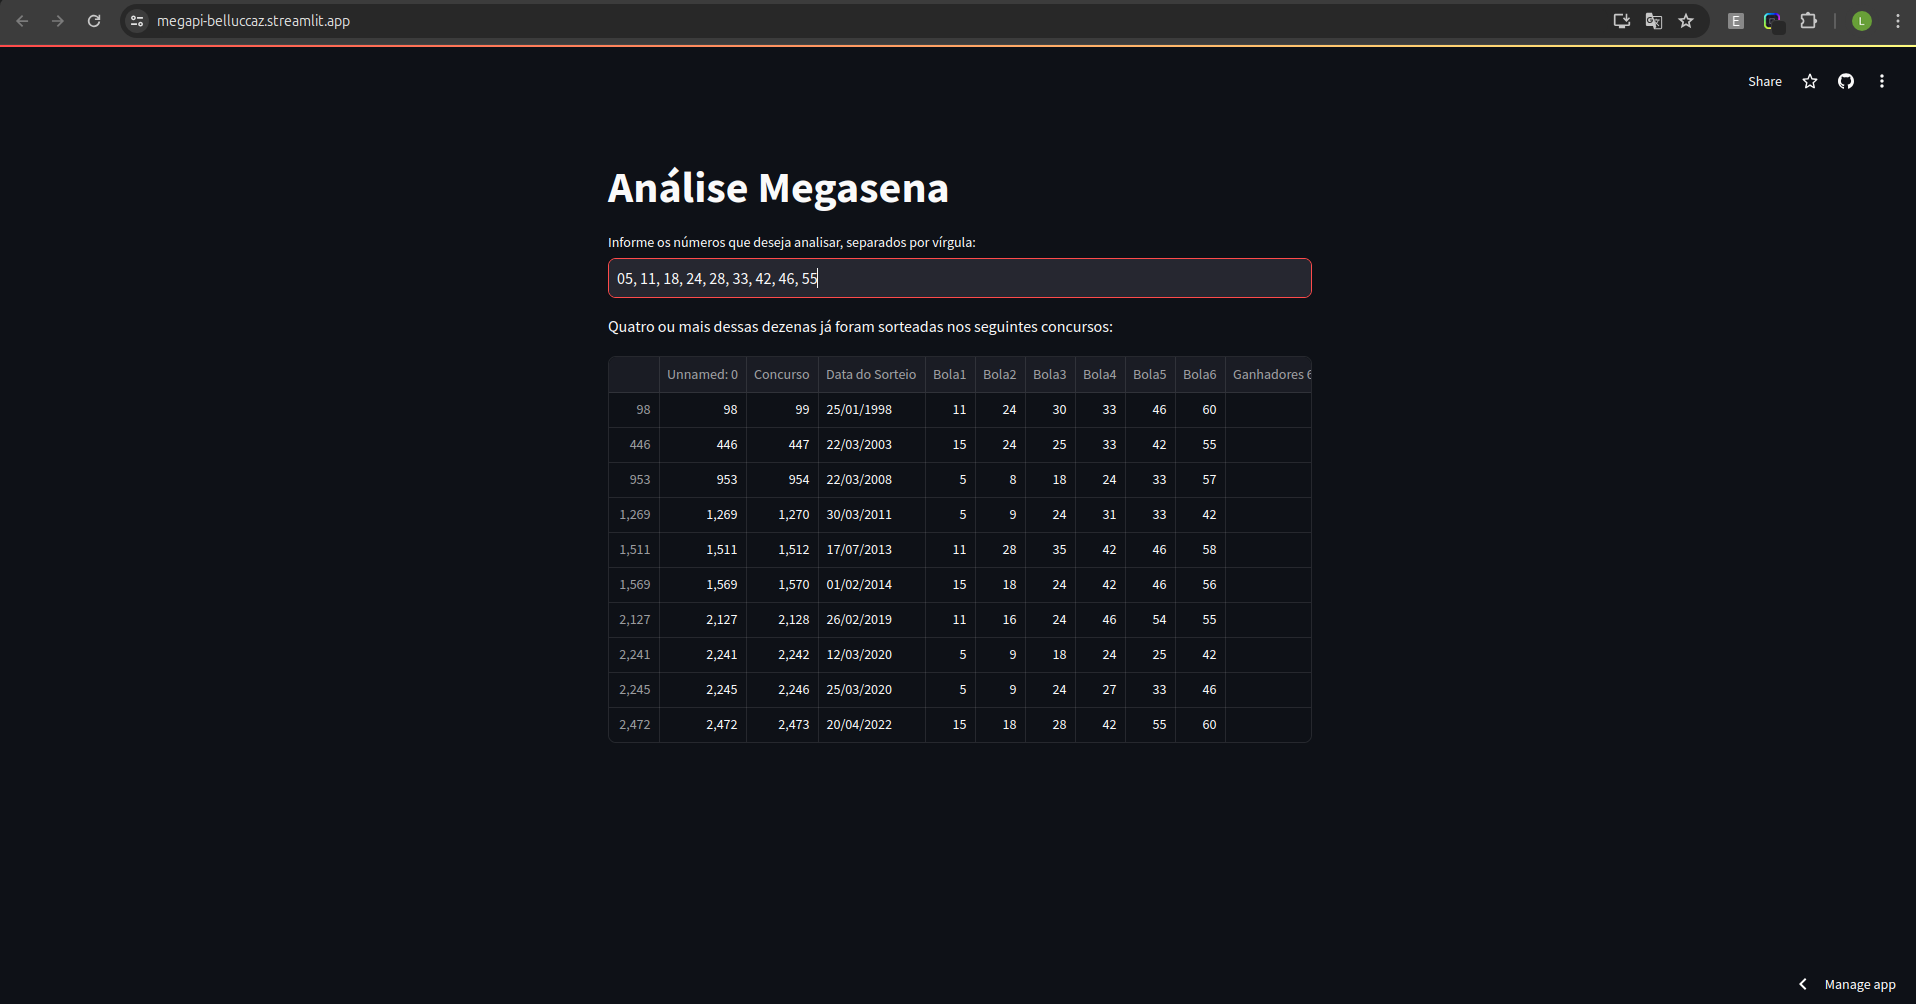 megapi-belluccaz.streamlit.app
E
L
Share
Análise Megasena
Informe os números que deseja analisar, separados por vírgula:
05, 11, 18, 24, 28, 33, 42, 46, 55
Quatro ou mais dessas dezenas já foram sorteadas nos seguintes concursos:
Unnamed: 0 Concurso Data do Sorteio Bola1 Bola2 Bola3 Bola4 Bola5 Bola6 Ganhadores 6
98 98 99 25/01/1998 11 24 30 33 46 60
446 446 447 22/03/2003 15 24 25 33 42 55
953 953 954 22/03/2008 5 8 18 24 33 57
1,269 1,269 1,270 30/03/2011 5 9 24 31 33 42
1,511 1,511 1,512 17/07/2013 11 28 35 42 46 58
1,569 1,569 1,570 01/02/2014 15 18 24 42 46 56
2,127 2,127 2,128 26/02/2019 11 16 24 46 54 55
2,241 2,241 2,242 12/03/2020 5 9 18 24 25 42
2,245 2,245 2,246 25/03/2020 5 9 24 27 33 46
2,472 2,472 2,473 20/04/2022 15 18 28 42 55 60
Manage app